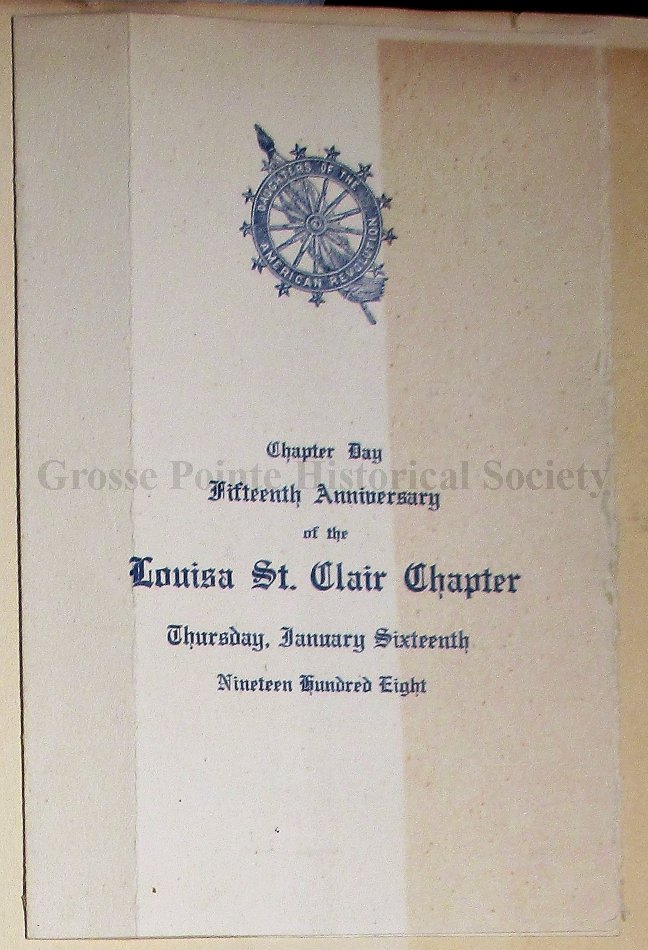 DAUGHTERS OF THE
AMERICAN REVOLUTION
Chapter Day
Grosse Pointe Historical Society
Fifteenth Anniversary
of the
Louisa St. Clair Chapter
Thursday, January Sixteenth
Nineteen Hundred Eight